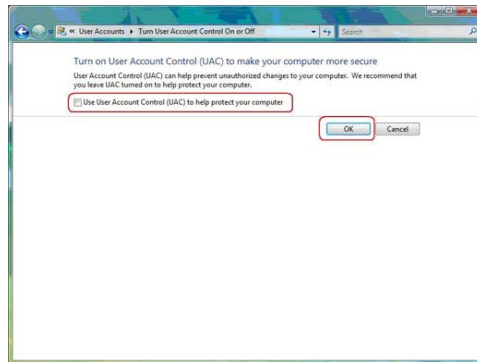 « User Accounts ▸ Turn User Account Control On or Off
Search
Turn on User Account Control (UAC) to make your computer more secure
User Account Control (UAC) can help prevent unauthorized changes to your computer. We recommend that
you leave UAC turned on to help protect your computer.
Use User Account Control (UAC) to help protect your computer
OK
Cancel